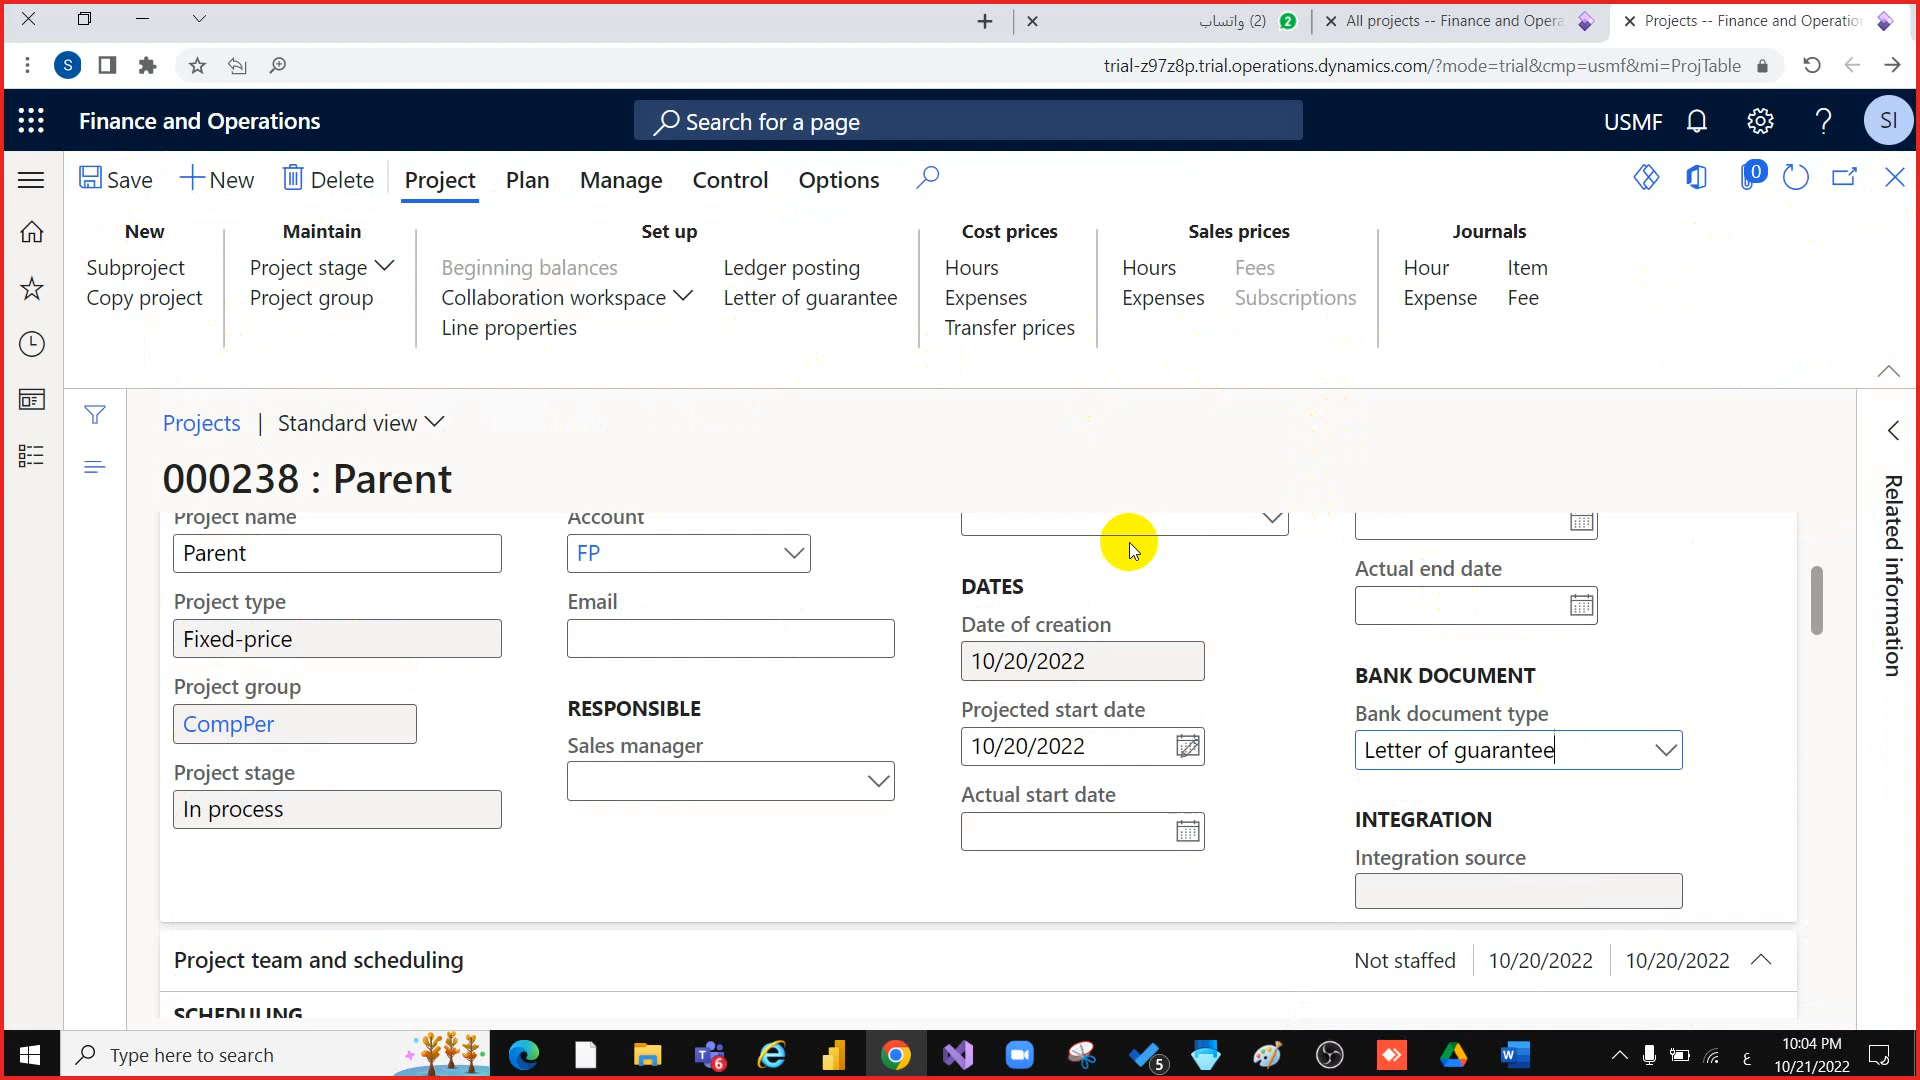 (2) واتساب
2
All projects -- Finance and Opera
Projects -- Finance and Operatio
S
trial-z97z8p.trial.operations.dynamics.com/?mode=trial&cmp=usmf&mi=ProjTable
Finance and Operations
Search for a page
USMF
?
SI
Save
New
Delete
Project
Plan
Manage
Control
Options
0
New
Subproject
Copy project
Maintain
Project stage
Project group
Set up
Beginning balances
Collaboration workspace
Line properties
Ledger posting
Letter of guarantee
Cost prices
Hours
Expenses
Transfer prices
Sales prices
Hours
Expenses
Fees
Subscriptions
Journals
Hour
Expense
Item
Fee
Projects | Standard view
000238 : Parent
Project name
Parent
Project type
Fixed-price
Project group
CompPer
Project stage
In process
Account
FP
Email
RESPONSIBLE
Sales manager
DATES
Date of creation
10/20/2022
Projected start date
10/20/2022
Actual start date
Actual end date
BANK DOCUMENT
Bank document type
Letter of guarantee
INTEGRATION
Integration source
Related information
Project team and scheduling
Not staffed
10/20/2022
10/20/2022
SCHEDULING
Type here to search
6
5
ع
10:04 PM
10/21/2022